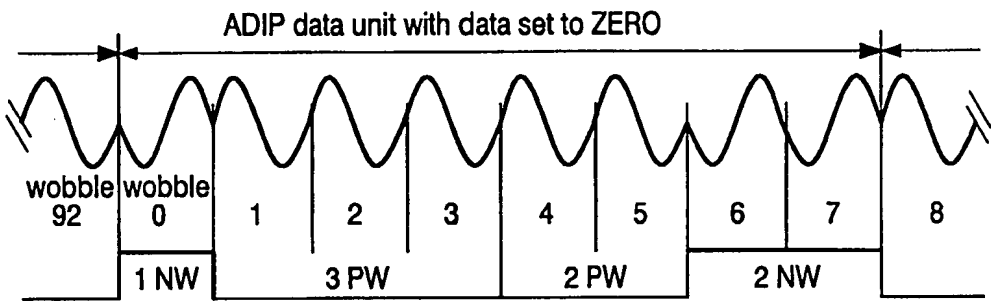 ADIP data unit with data set to ZERO
wobble wobble
92 0 1 2 3 4 5 6 7 8
1 NW 3 PW 2 PW 2 NW